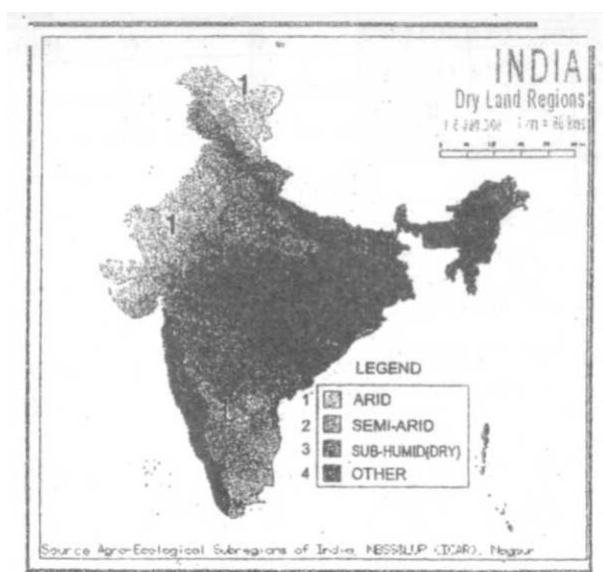 INDIA
Dry Land Regions
1
1
1
LEGEND
1 ARID
2 SEMI-ARID
3 SUB-HUMID(DRY)
4 OTHER
Source Agro-Ecological Subregions of India, NBSS&LUP (ICAR), Nagpur